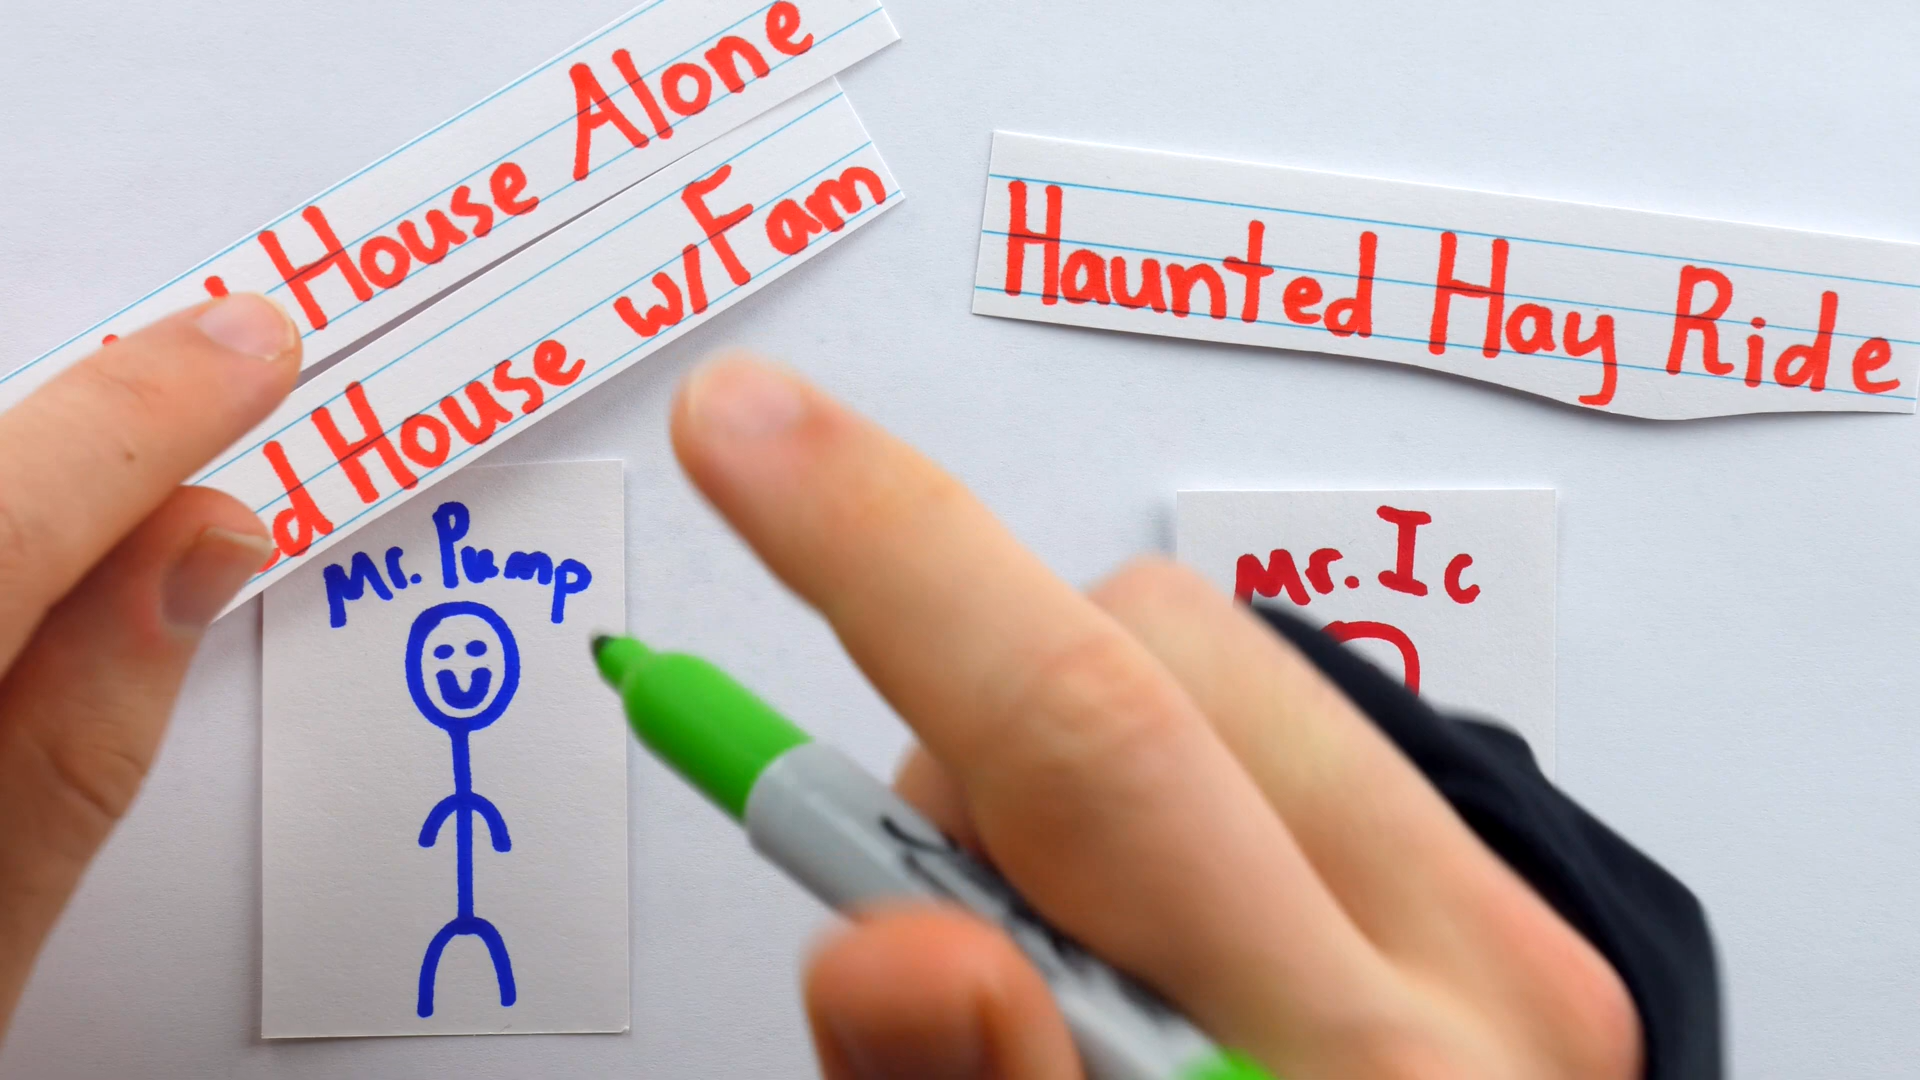 House Alone
House w/Fam
Haunted Hay Ride
Mr. Pump
Mr. Ic